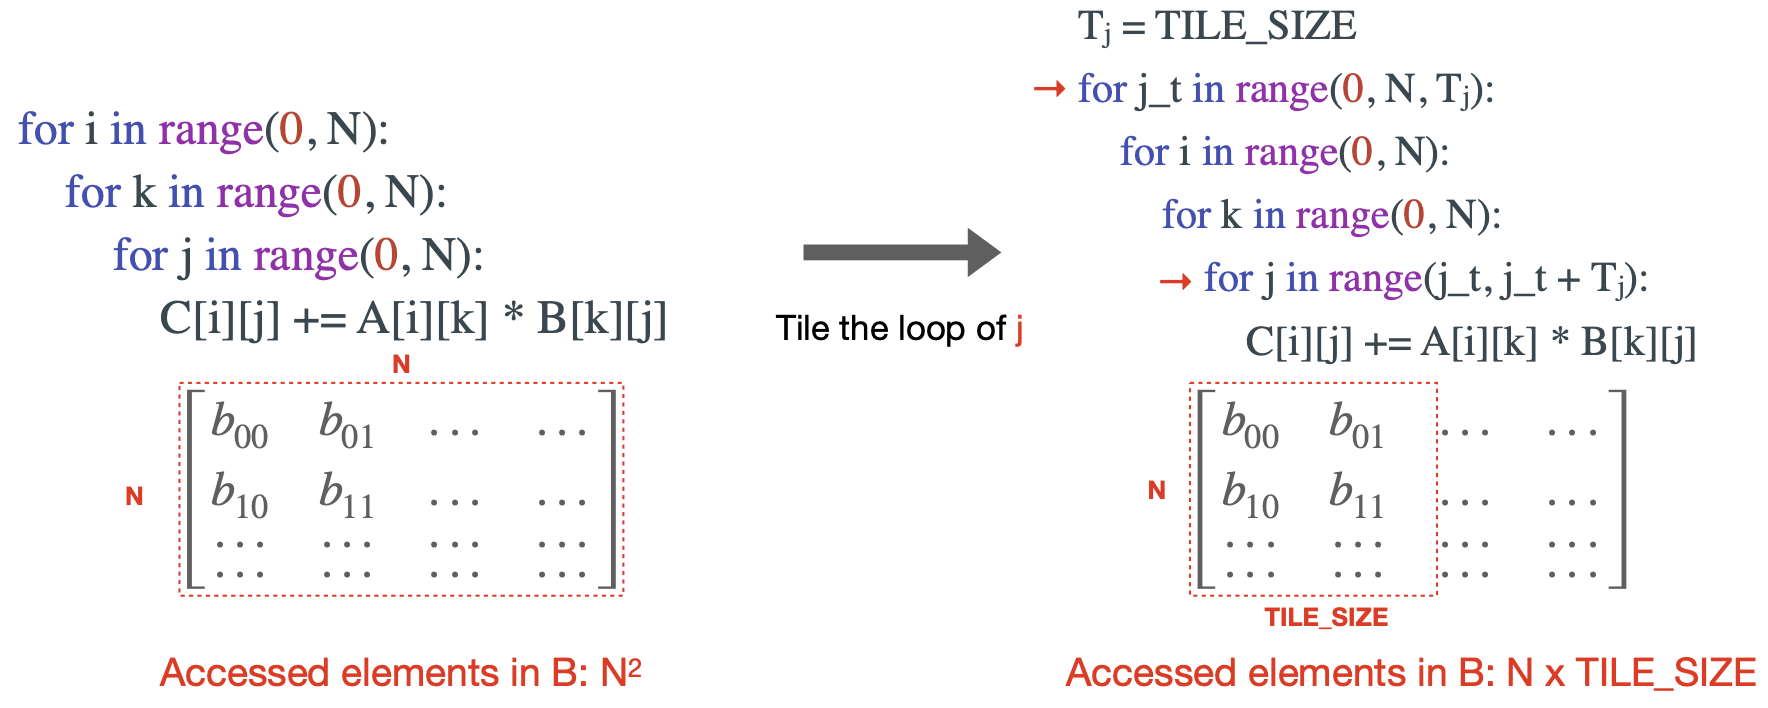 for i in range(0, N):
for k in range(0, N):
for j in range(0, N):
C[i][j] += A[i][k] * B[k][j]
N
N
b₀₀ b₀₁ ... ...
b₁₀ b₁₁ ... ...
... ... ... ...
... ... ... ...
Accessed elements in B: N²
Tile the loop of j
Tⱼ = TILE_SIZE
→ for j_t in range(0, N, Tⱼ):
for i in range(0, N):
for k in range(0, N):
→ for j in range(j_t, j_t + Tⱼ):
C[i][j] += A[i][k] * B[k][j]
N
b₀₀ b₀₁ ... ...
b₁₀ b₁₁ ... ...
... ... ... ...
... ... ... ...
TILE_SIZE
Accessed elements in B: N x TILE_SIZE